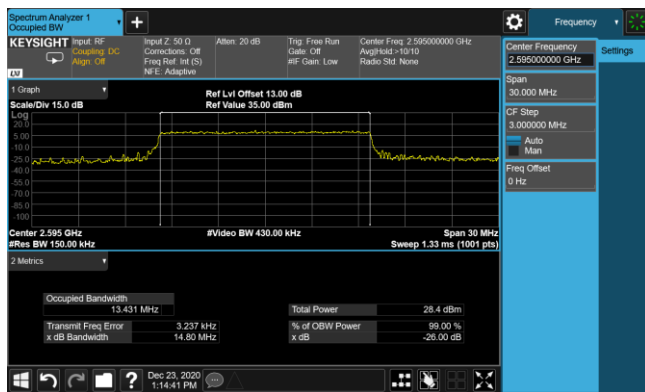 Spectrum Analyzer 1
Occupied BW
Frequency
KEYSIGHT
Input: RF
Coupling: DC
Align: Off
Input Z: 50 Ω
Corrections: Off
Freq Ref: Int (S)
NFE: Adaptive
Atten: 20 dB
Trig: Free Run
Gate: Off
#IF Gain: Low
Center Freq: 2.595000000 GHz
Avg|Hold:>10/10
Radio Std: None
LXI
Center Frequency
2.595000000 GHz
Settings
Span
30.000 MHz
CF Step
3.000000 MHz
Auto
Man
Freq Offset
0 Hz
1 Graph
Scale/Div 15.0 dB
Ref Lvl Offset 13.00 dB
Ref Value 35.00 dBm
Log
20.0
5.00
-10.0
-25.0
-40.0
-55.0
-70.0
-85.0
-100
Center 2.595 GHz
#Video BW 430.00 kHz
Span 30 MHz
#Res BW 150.00 kHz
Sweep 1.33 ms (1001 pts)
2 Metrics
Occupied Bandwidth
13.431 MHz
Total Power 28.4 dBm
Transmit Freq Error 3.237 kHz
% of OBW Power 99.00 %
x dB Bandwidth 14.80 MHz
x dB -26.00 dB
Dec 23, 2020
1:14:41 PM